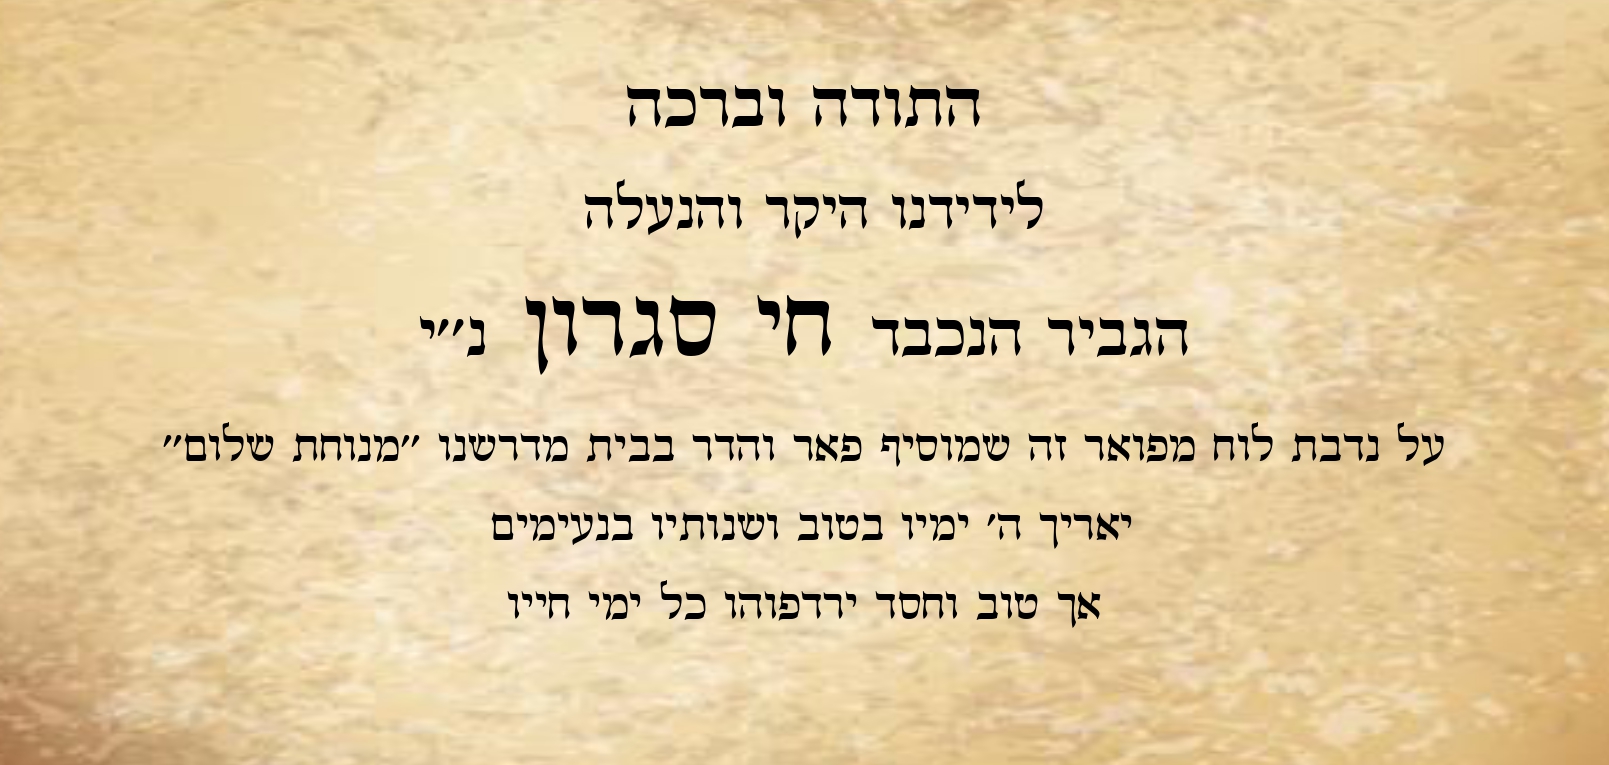 התודה וברכה
לידידנו היקר והנעלה
הגביר הנכבד חי סגרון נ״י
על נדבת לוח מפואר זה שמוסיף פאר והדר בבית מדרשנו ״מנוחת שלום״
יאריך ה׳ ימיו בטוב ושנותיו בנעימים
אך טוב וחסד ירדפוהו כל ימי חייו